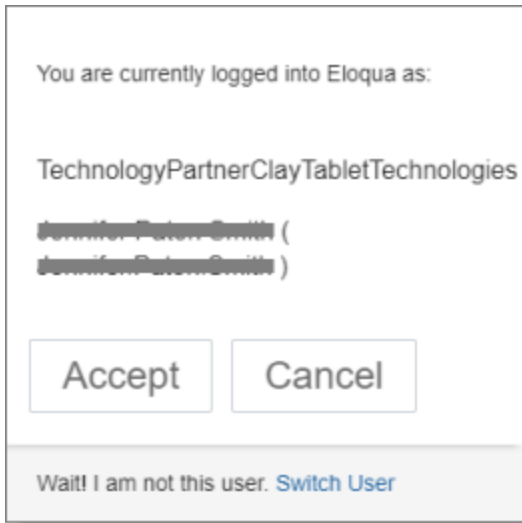 You are currently logged into Eloqua as:
TechnologyPartnerClayTabletTechnologies
(
)
Accept
Cancel
Wait! I am not this user. Switch User